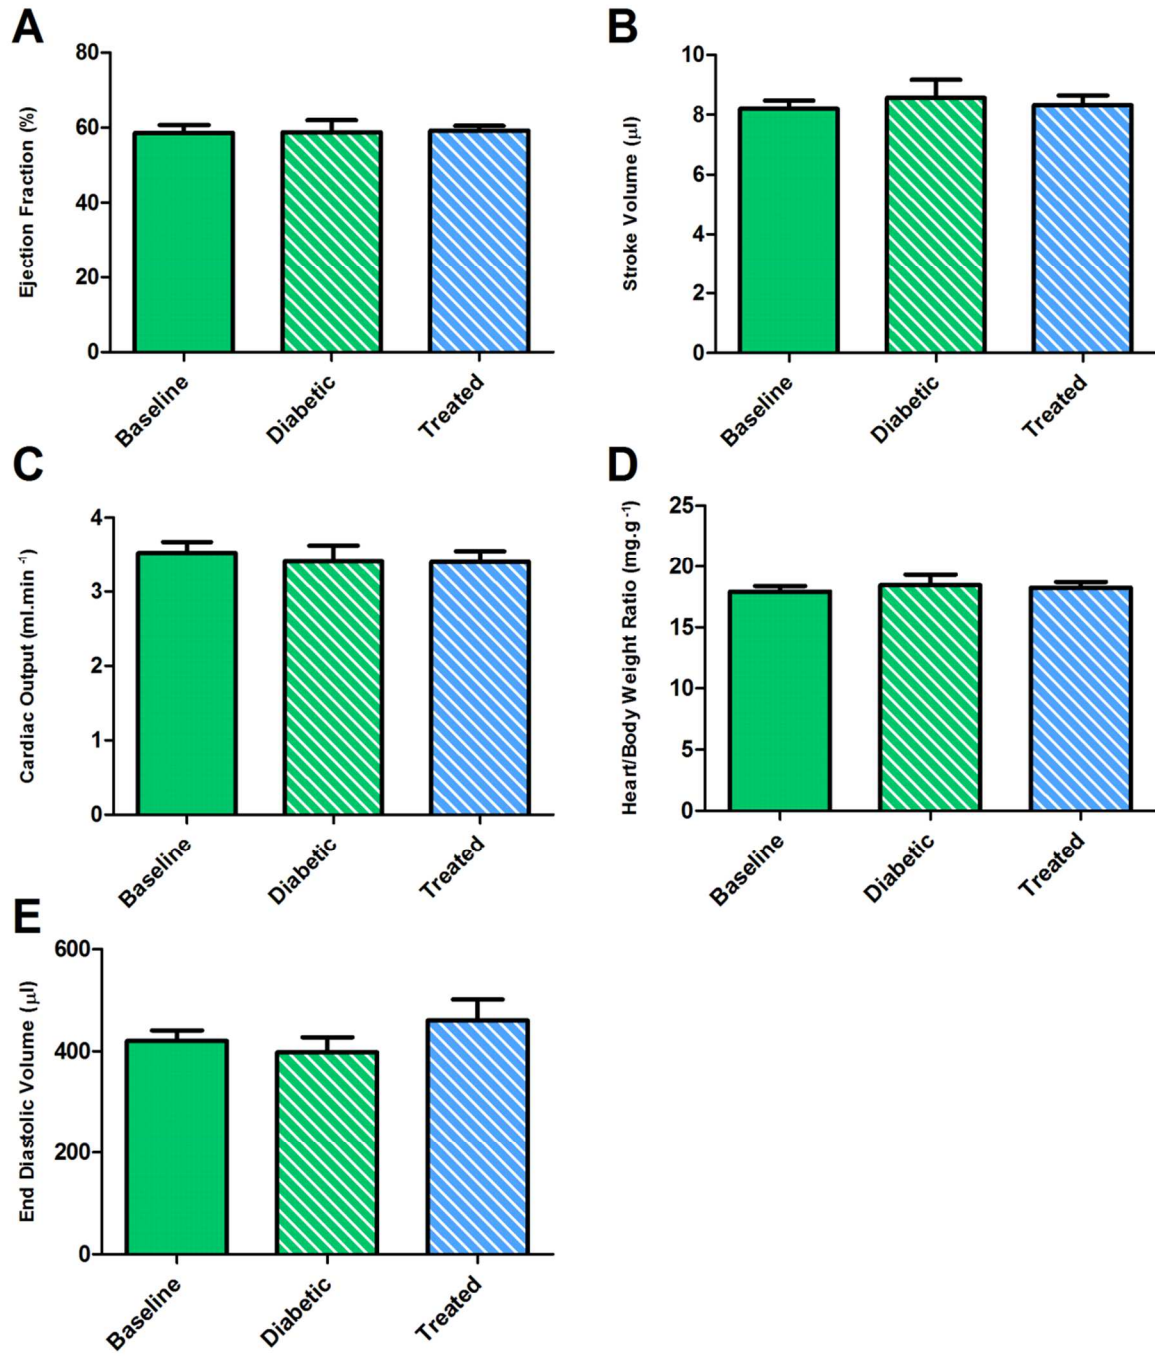 A
Ejection Fraction (%)
80
60
40
20
0
Baseline
Diabetic
Treated
B
Stroke Volume (μl)
10
8
6
4
2
0
Baseline
Diabetic
Treated
C
Cardiac Output (ml.min⁻¹)
4
3
2
1
0
Baseline
Diabetic
Treated
D
Heart/Body Weight Ratio (mg.g⁻¹)
25
20
15
10
5
0
Baseline
Diabetic
Treated
E
End Diastolic Volume (μl)
600
400
200
0
Baseline
Diabetic
Treated